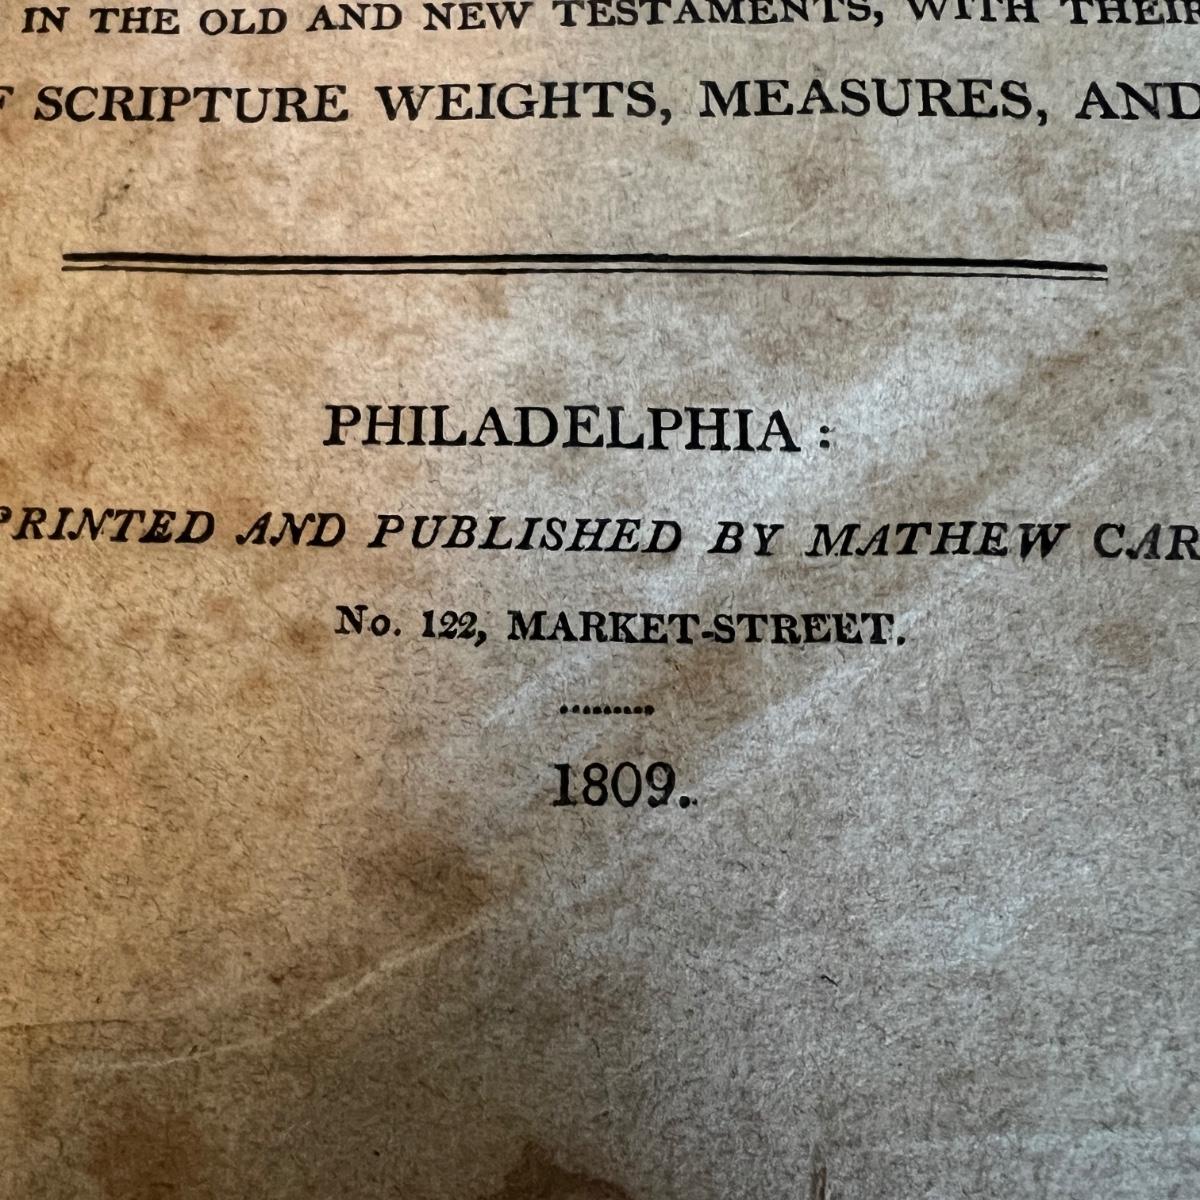 IN THE OLD AND NEW TESTAMENTS, WITH THEIR
F SCRIPTURE WEIGHTS, MEASURES, AND
PHILADELPHIA :
PRINTED AND PUBLISHED BY MATHEW CAR
No. 122, MARKET-STREET.
1809.